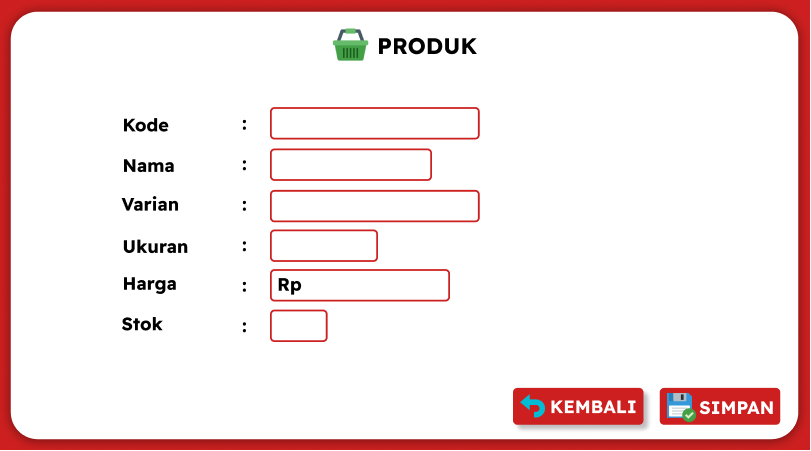 PRODUK
Kode :
Nama :
Varian :
Ukuran :
Harga : Rp
Stok :
KEMBALI SIMPAN